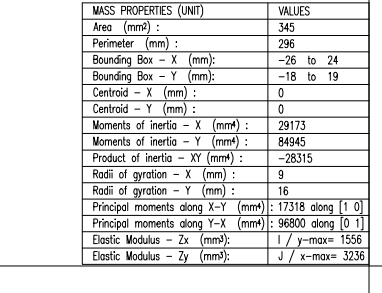 MASS PROPERTIES (UNIT) VALUES
Area (mm²) : 345
Perimeter (mm) : 296
Bounding Box – X (mm): –26 to 24
Bounding Box – Y (mm): –18 to 19
Centroid – X (mm) : 0
Centroid – Y (mm) : 0
Moments of inertia – X (mm⁴) : 29173
Moments of inertia – Y (mm⁴) : 84945
Product of inertia – XY (mm⁴) : –28315
Radii of gyration – X (mm) : 9
Radii of gyration – Y (mm) : 16
Principal moments along X–Y (mm⁴) : 17318 along [1 0]
Principal moments along Y–X (mm⁴) : 96800 along [0 1]
Elastic Modulus – Zx (mm³): I / y–max= 1556
Elastic Modulus – Zy (mm³): J / x–max= 3236